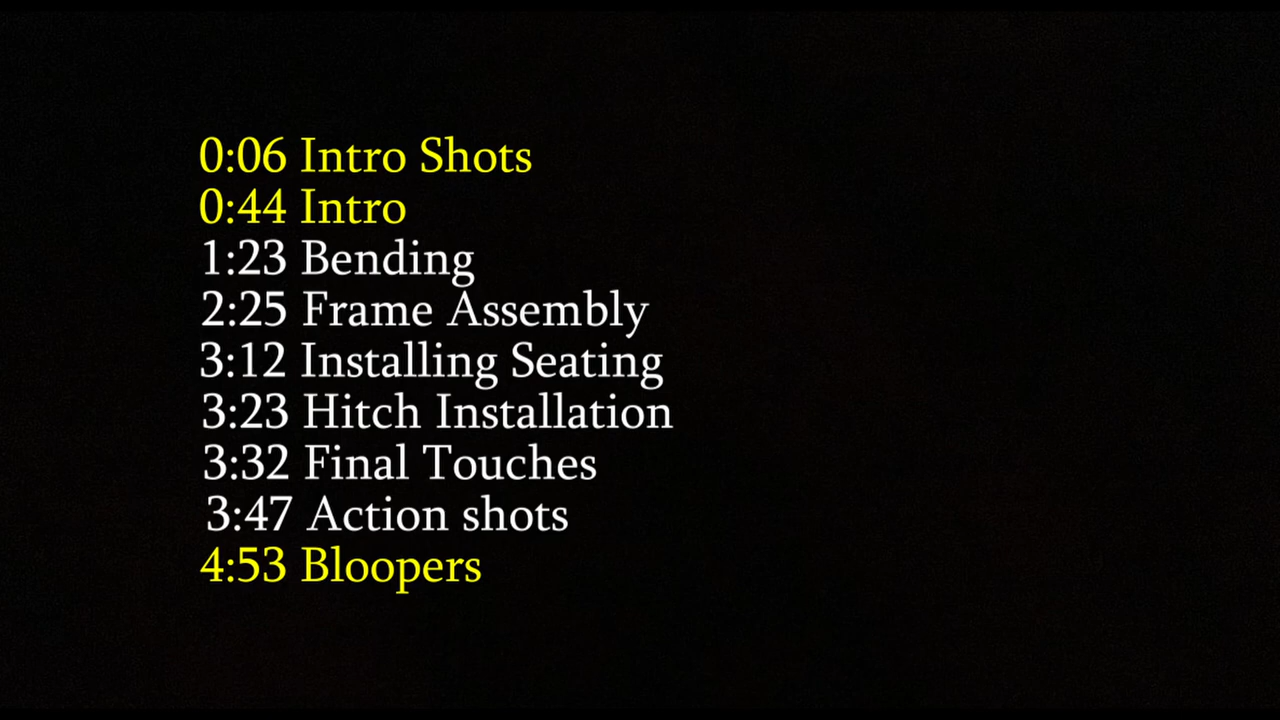 0:06 Intro Shots
0:44 Intro
1:23 Bending
2:25 Frame Assembly
3:12 Installing Seating
3:23 Hitch Installation
3:32 Final Touches
3:47 Action shots
4:53 Bloopers